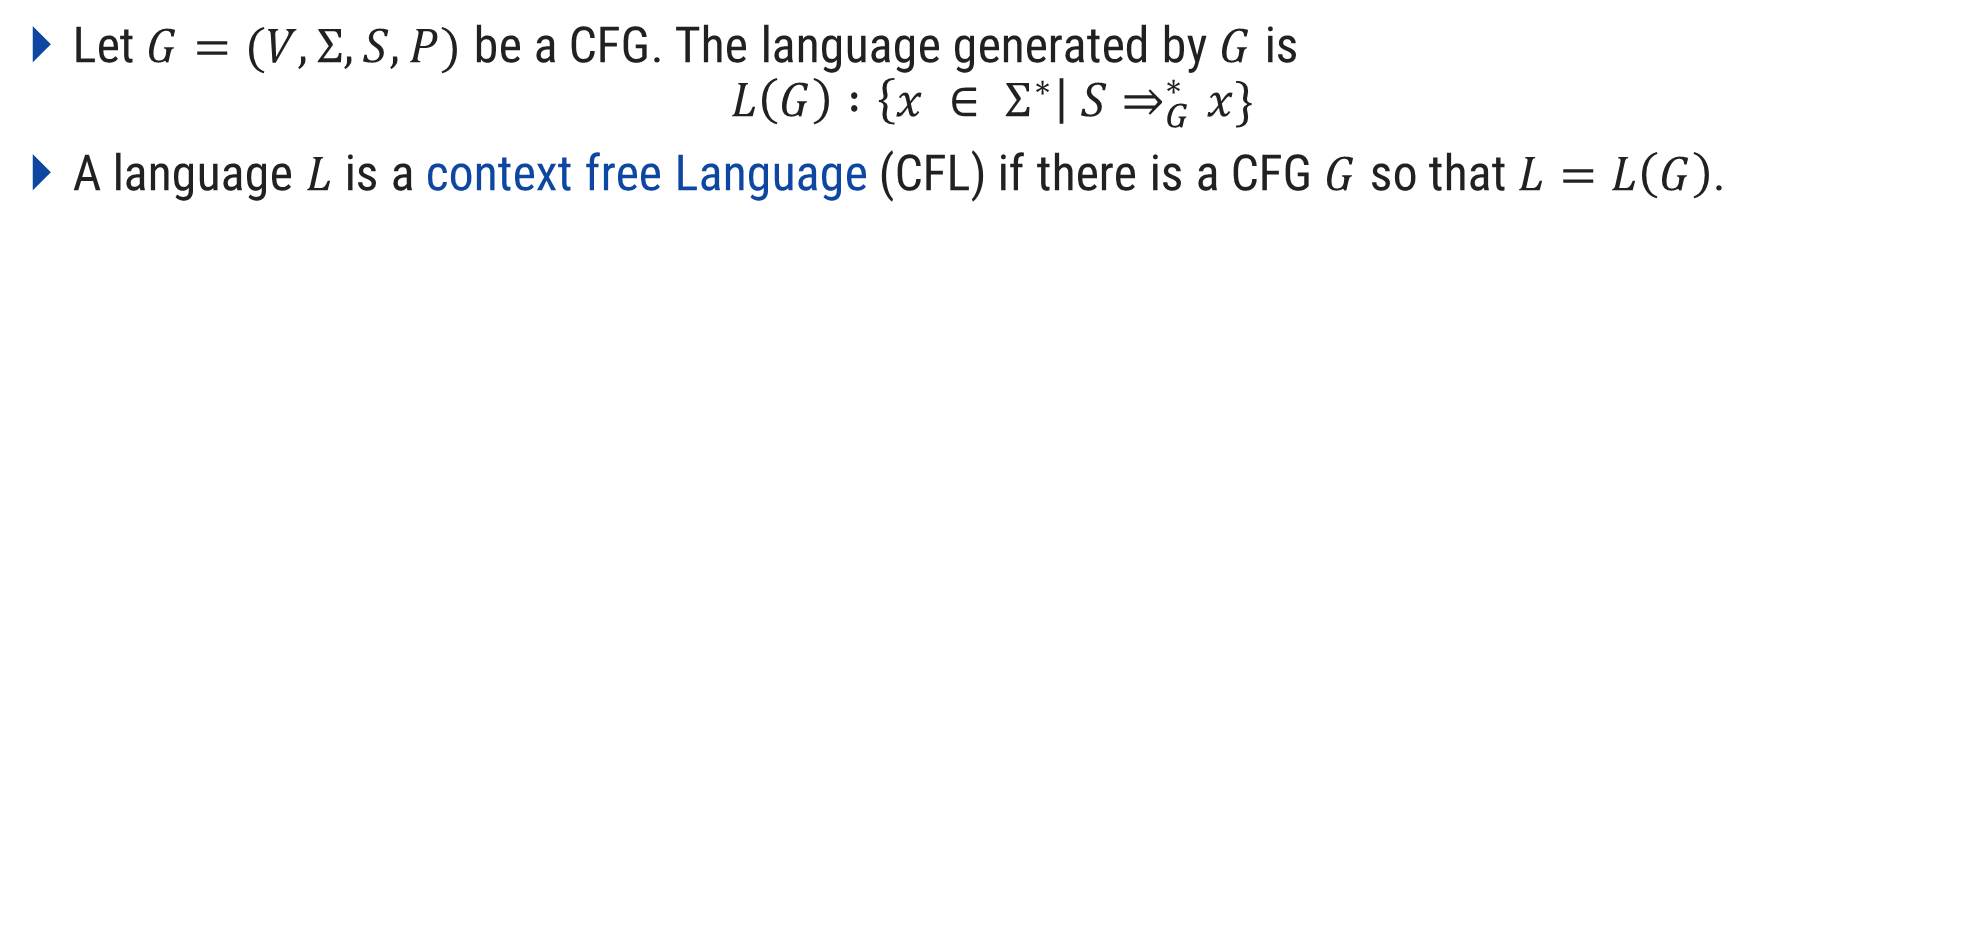 Let G = (V, Σ, S, P) be a CFG. The language generated by G is
L(G) : {x ∈ Σ*| S ⇒*G x}
A language L is a context free Language (CFL) if there is a CFG G so that L = L(G).